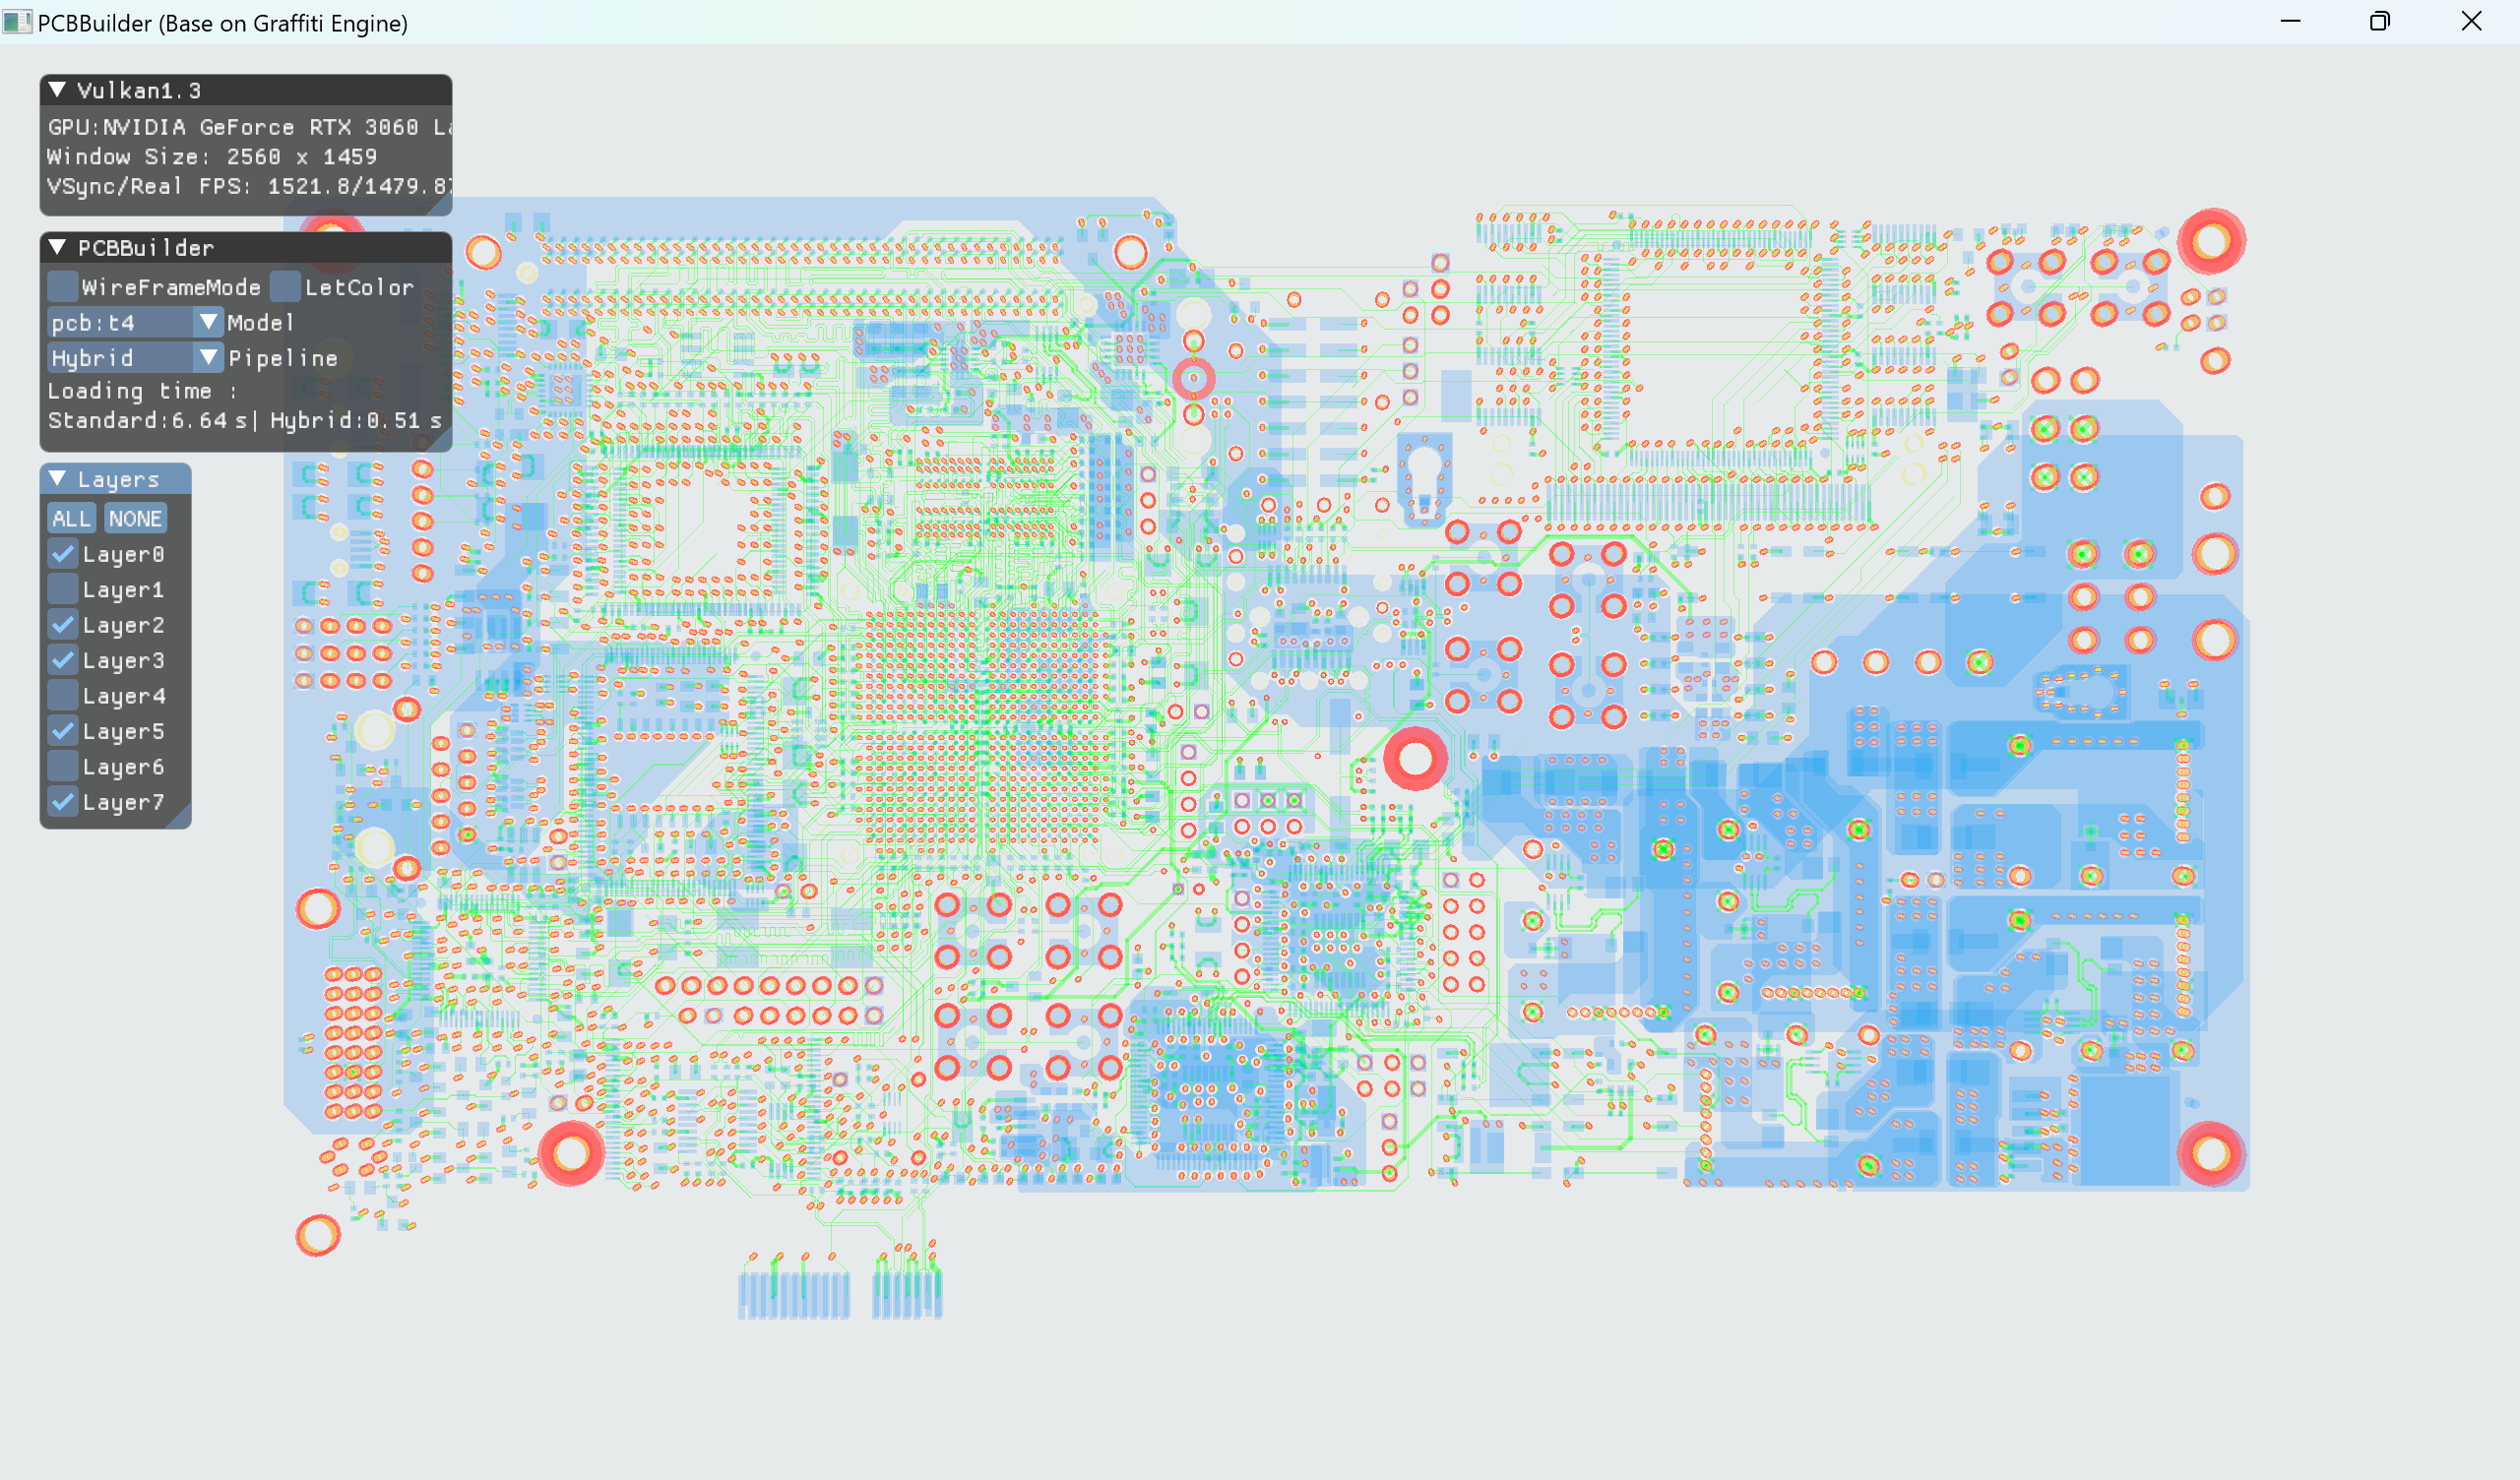 PCBBuilder (Base on Graffiti Engine)
Vulkan1.3
GPU:NVIDIA GeForce RTX 3060
Window Size: 2560 x 1459
VSync/Real FPS: 1521.8/1479.8
PCBBuilder
WireFrameMode LetColor
pcb:t4 Model
Hybrid Pipeline
Loading time :
Standard:6.64 s| Hybrid:0.51 s
Layers
ALL NONE
Layer0
Layer1
Layer2
Layer3
Layer4
Layer5
Layer6
Layer7